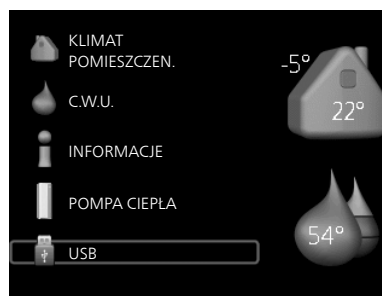 KLIMAT
POMIESZCZEN.
C.W.U.
INFORMACJE
POMPA CIEPŁA
USB
-5°
22°
54°